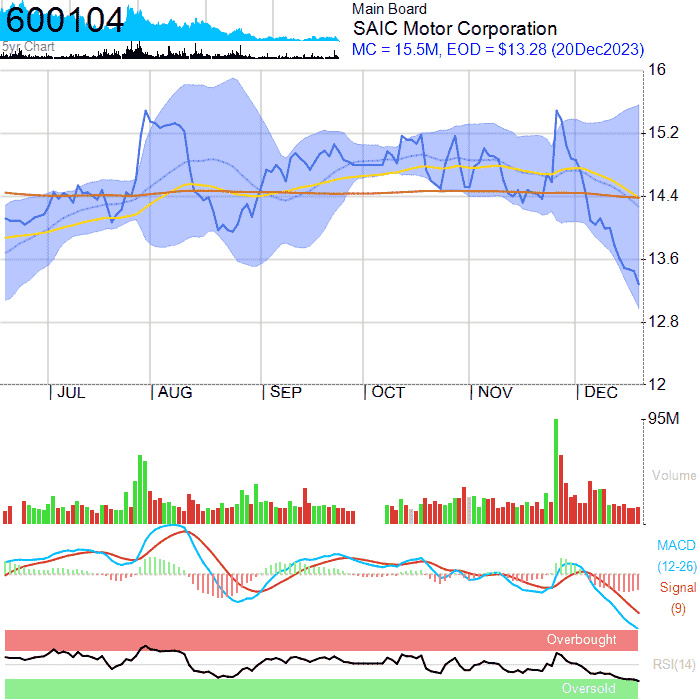 600104
5yr Chart
Main Board
SAIC Motor Corporation
MC = 15.5M, EOD = $13.28 (20Dec2023)
16
15.2
14.4
13.6
12.8
12
JUL AUG SEP OCT NOV DEC
95M
Volume
MACD
(12-26)
Signal
(9)
Overbought
RSI(14)
Oversold